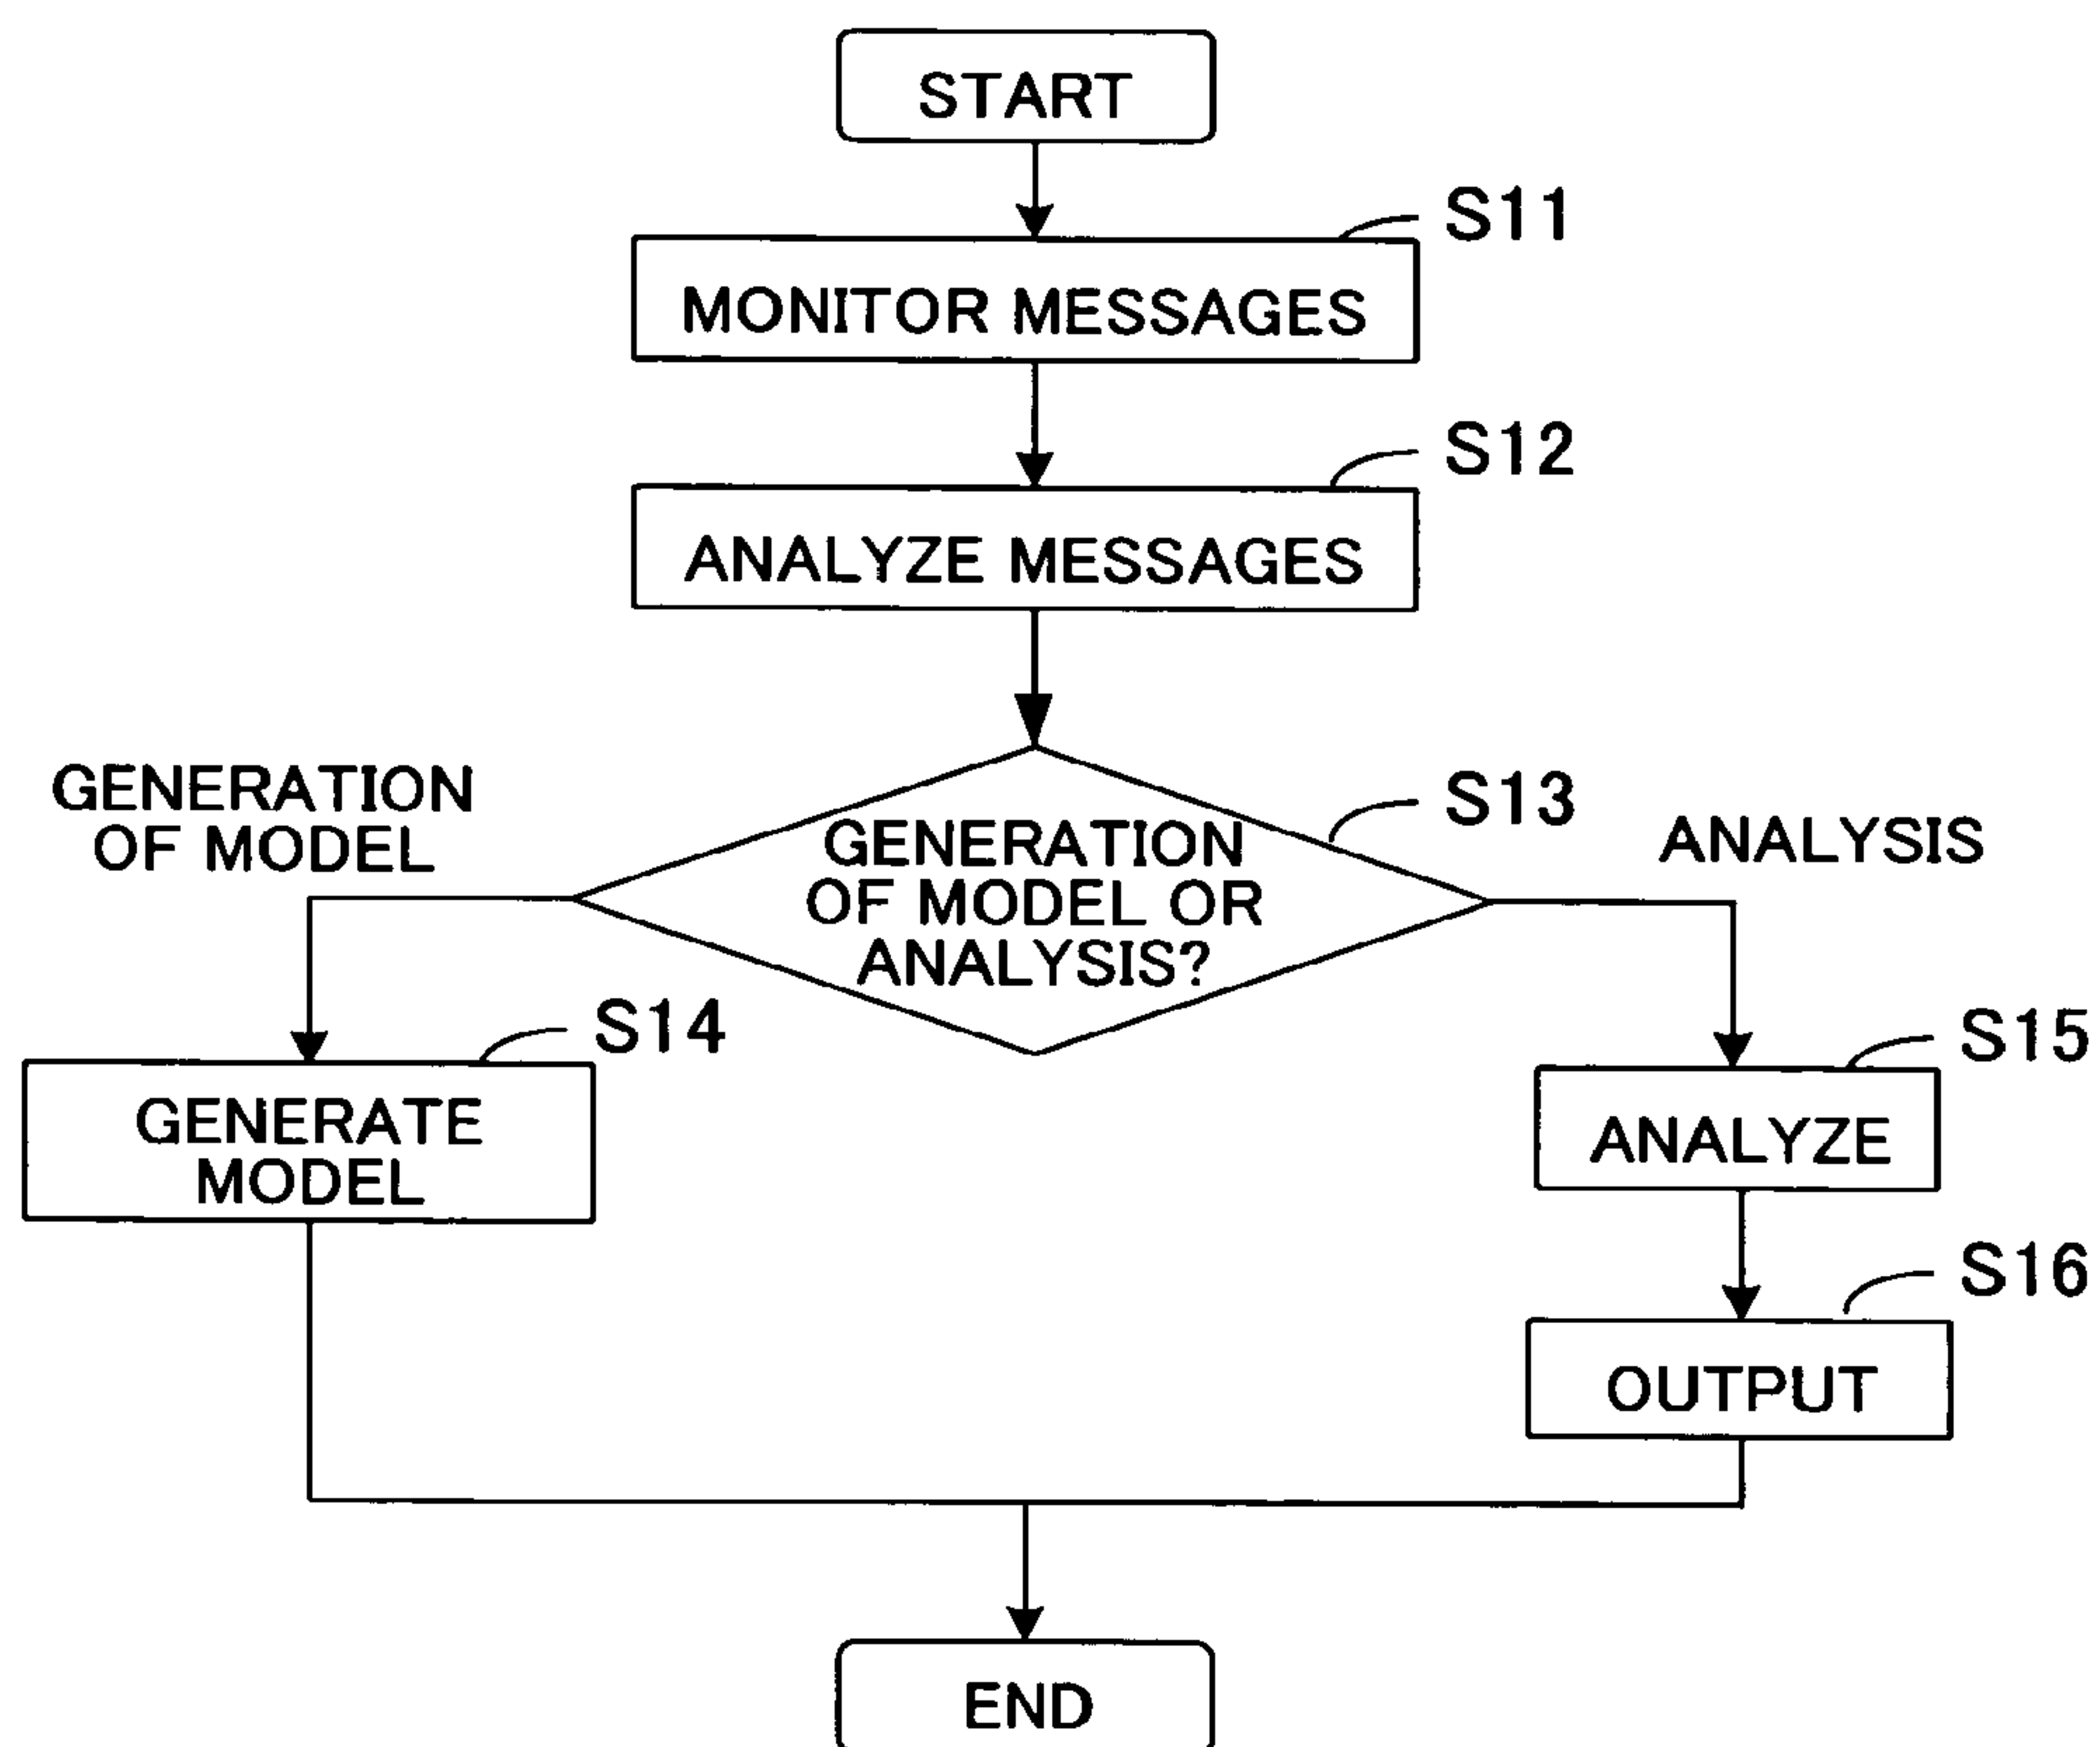 START
S11
MONITOR MESSAGES
S12
ANALYZE MESSAGES
GENERATION
OF MODEL
S13
ANALYSIS
GENERATION
OF MODEL OR
ANALYSIS?
S14
GENERATE
MODEL
S15
ANALYZE
S16
OUTPUT
END